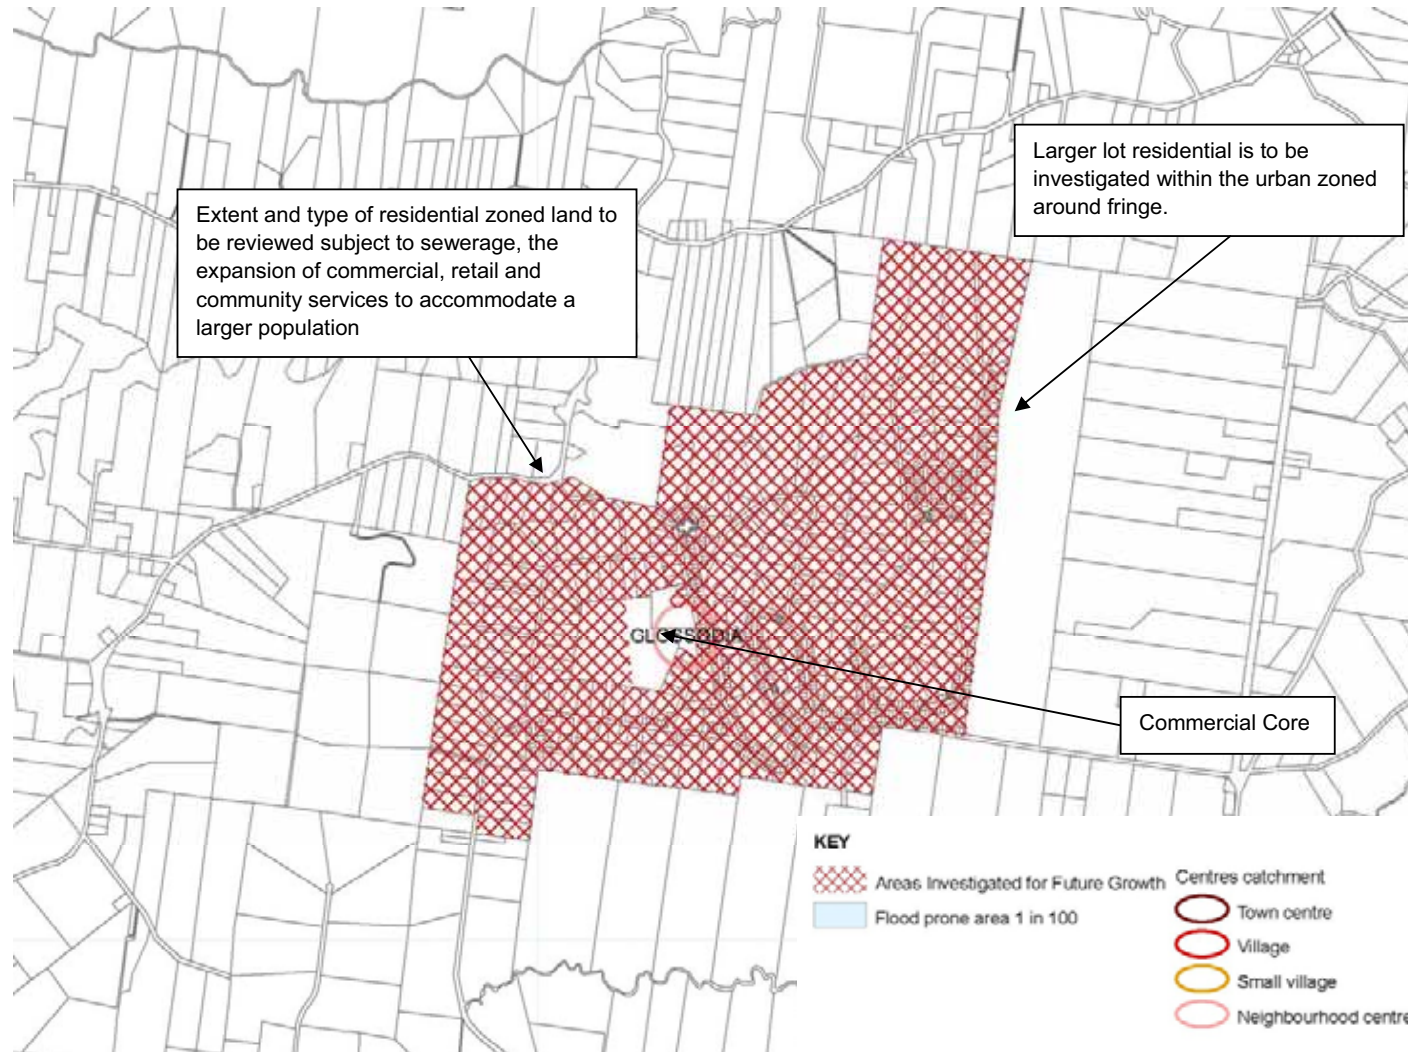 Larger lot residential is to be
investigated within the urban zoned
around fringe.
Extent and type of residential zoned land to
be reviewed subject to sewerage, the
expansion of commercial, retail and
community services to accommodate a
larger population
GLOSSODIA
Commercial Core
KEY
Areas Investigated for Future Growth
Flood prone area 1 in 100
Centres catchment
Town centre
Village
Small village
Neighbourhood centre